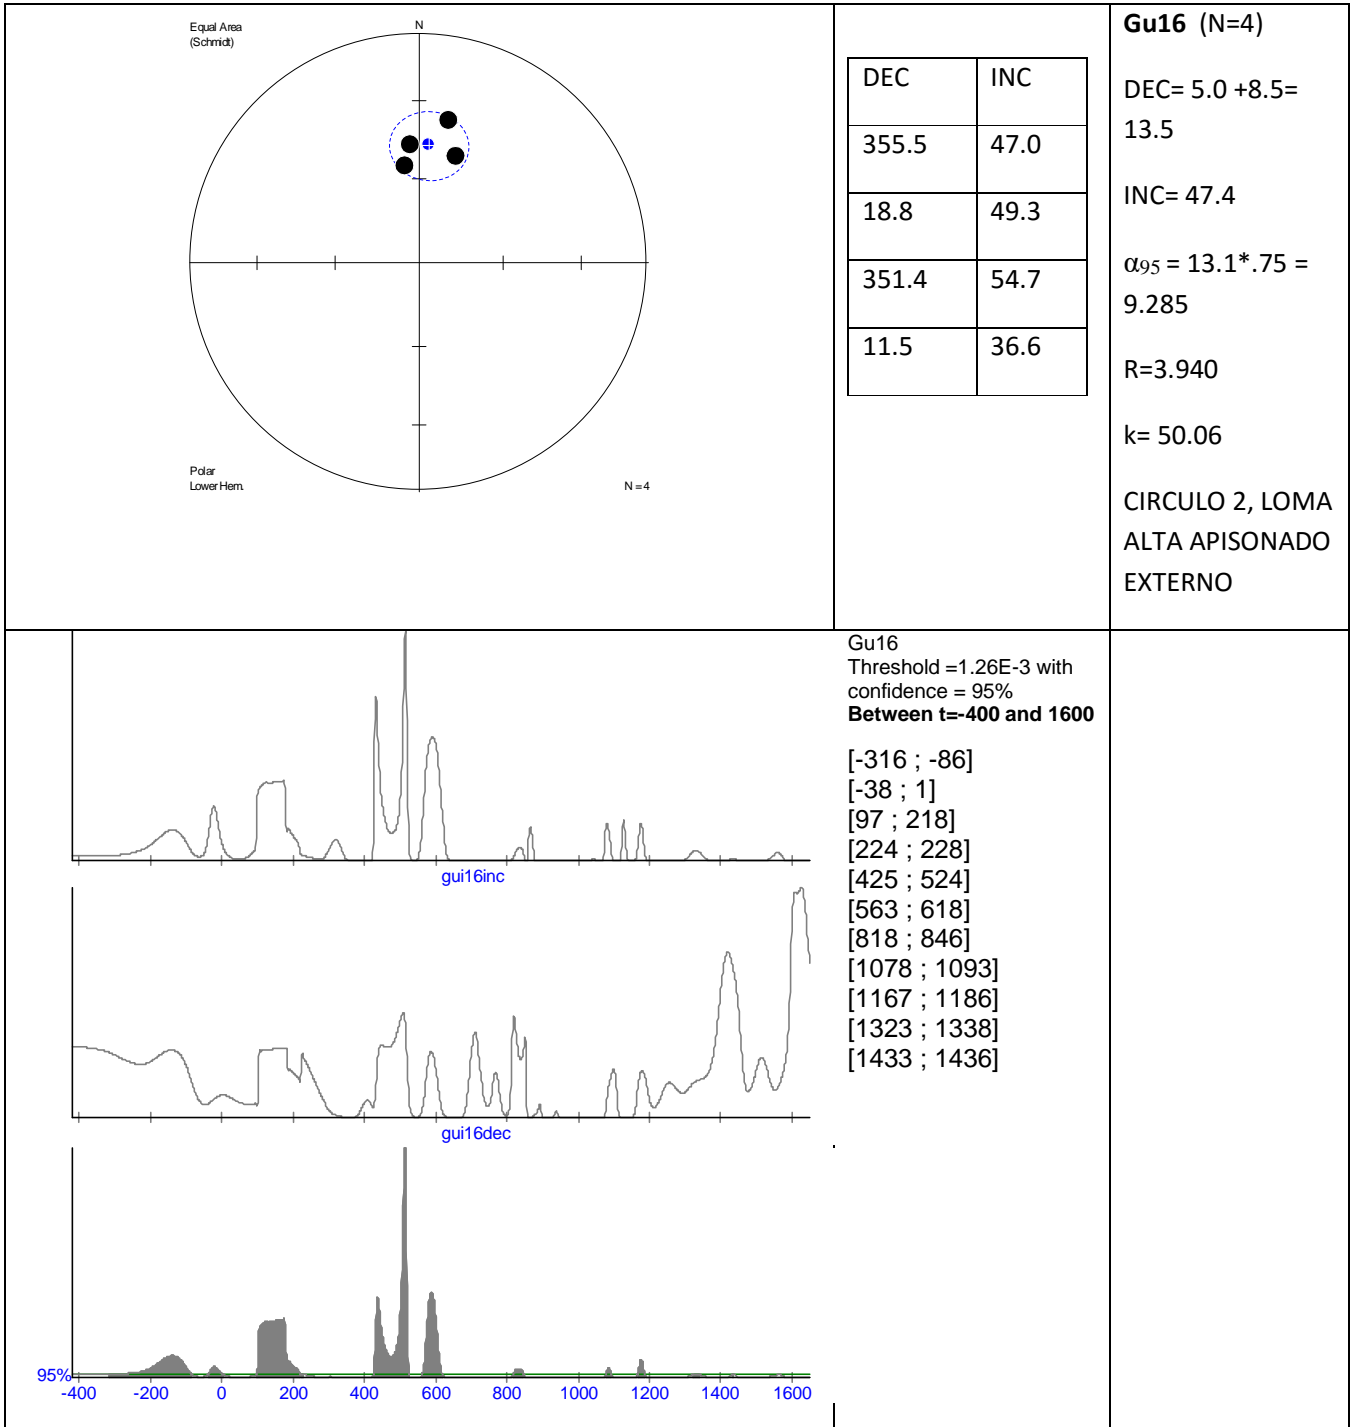 Equal Area
(Schmidt)
N
Polar
Lower Hem.
N = 4
DEC INC
355.5 47.0
18.8 49.3
351.4 54.7
11.5 36.6
Gu16 (N=4)
DEC= 5.0 +8.5=
13.5
INC= 47.4
α95 = 13.1*.75 =
9.285
R=3.940
k= 50.06
CIRCULO 2, LOMA
ALTA APISONADO
EXTERNO
gui16inc
gui16dec
95%
-400 -200 0 200 400 600 800 1000 1200 1400 1600
Gu16
Threshold =1.26E-3 with
confidence = 95%
Between t=-400 and 1600
[-316 ; -86]
[-38 ; 1]
[97 ; 218]
[224 ; 228]
[425 ; 524]
[563 ; 618]
[818 ; 846]
[1078 ; 1093]
[1167 ; 1186]
[1323 ; 1338]
[1433 ; 1436]